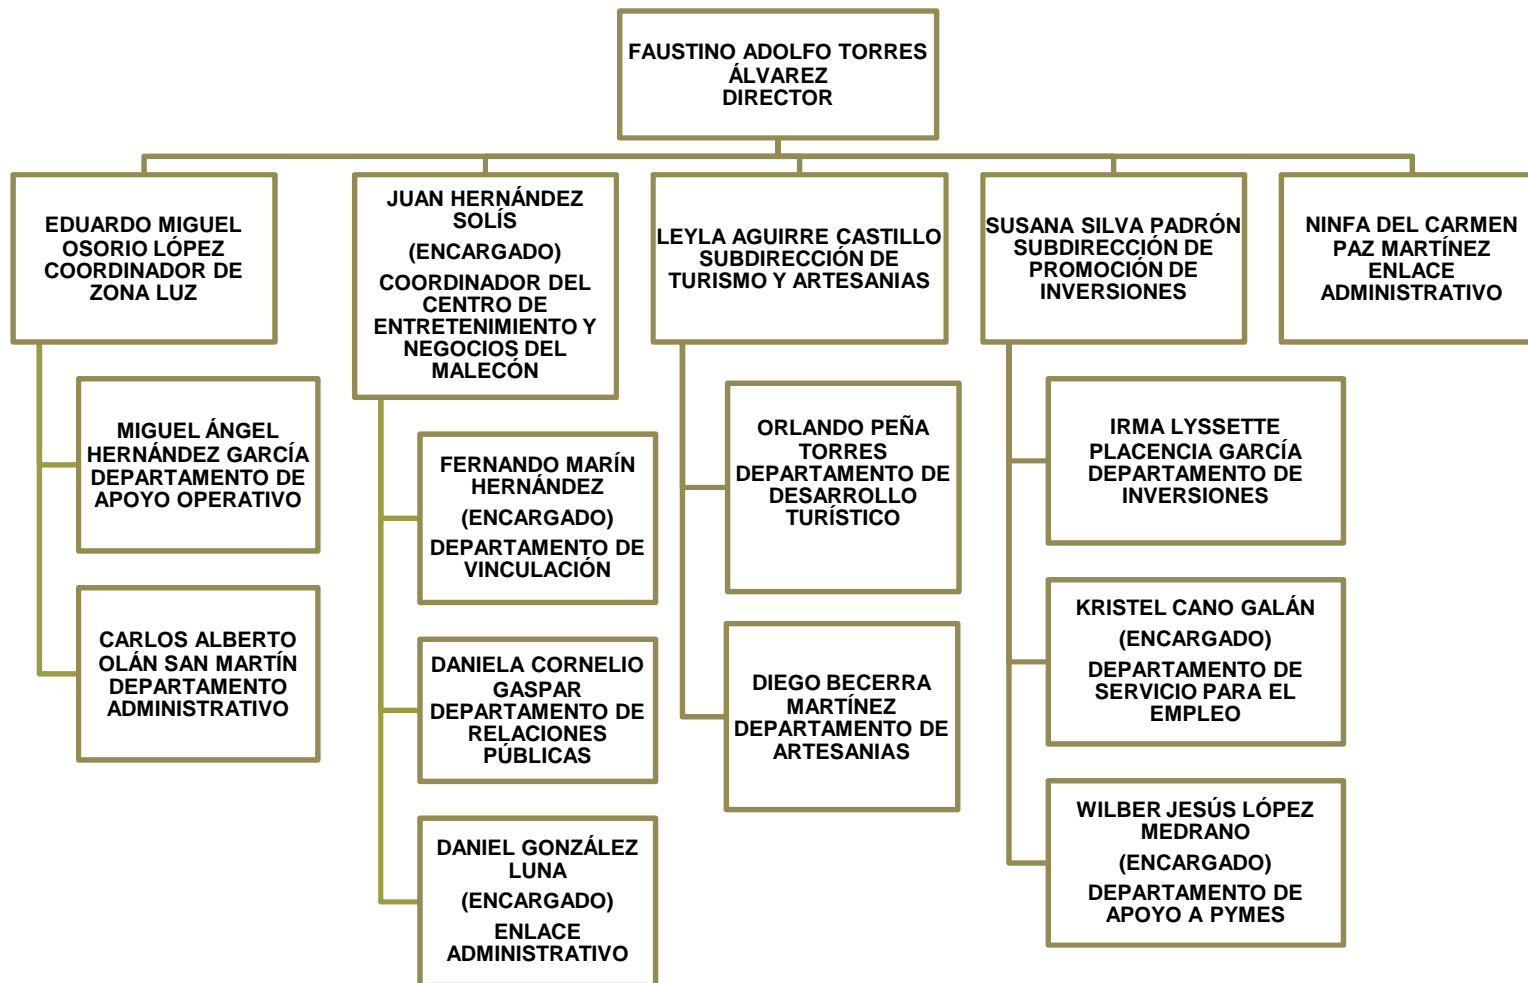 FAUSTINO ADOLFO TORRES
ÁLVAREZ
DIRECTOR
EDUARDO MIGUEL
OSORIO LÓPEZ
COORDINADOR DE
ZONA LUZ
MIGUEL ÁNGEL
HERNÁNDEZ GARCÍA
DEPARTAMENTO DE
APOYO OPERATIVO
CARLOS ALBERTO
OLÁN SAN MARTÍN
DEPARTAMENTO
ADMINISTRATIVO
JUAN HERNÁNDEZ
SOLÍS
(ENCARGADO)
COORDINADOR DEL
CENTRO DE
ENTRETENIMIENTO Y
NEGOCIOS DEL
MALECÓN
FERNANDO MARÍN
HERNÁNDEZ
(ENCARGADO)
DEPARTAMENTO DE
VINCULACIÓN
DANIELA CORNELIO
GASPAR
DEPARTAMENTO DE
RELACIONES
PÚBLICAS
DANIEL GONZÁLEZ
LUNA
(ENCARGADO)
ENLACE
ADMINISTRATIVO
LEYLA AGUIRRE CASTILLO
SUBDIRECCIÓN DE
TURISMO Y ARTESANIAS
ORLANDO PEÑA
TORRES
DEPARTAMENTO DE
DESARROLLO
TURÍSTICO
DIEGO BECERRA
MARTÍNEZ
DEPARTAMENTO DE
ARTESANIAS
SUSANA SILVA PADRÓN
SUBDIRECCIÓN DE
PROMOCIÓN DE
INVERSIONES
IRMA LYSSETTE
PLACENCIA GARCÍA
DEPARTAMENTO DE
INVERSIONES
KRISTEL CANO GALÁN
(ENCARGADO)
DEPARTAMENTO DE
SERVICIO PARA EL
EMPLEO
WILBER JESÚS LÓPEZ
MEDRANO
(ENCARGADO)
DEPARTAMENTO DE
APOYO A PYMES
NINFA DEL CARMEN
PAZ MARTÍNEZ
ENLACE
ADMINISTRATIVO